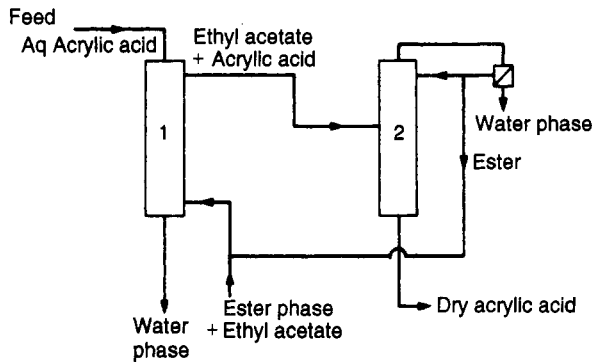 Feed
Aq Acrylic acid
Ethyl acetate
+ Acrylic acid
1
2
Water phase
Ester
Ester phase
+ Ethyl acetate
Dry acrylic acid
Water
phase